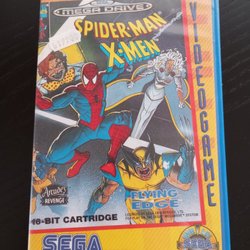 MEGA DRIVE
SPIDER-MAN
X-MEN
VIDEOGAME
Arcade's
REVENGE
FLYING
EDGE
16-BIT CARTRIDGE
SEGA